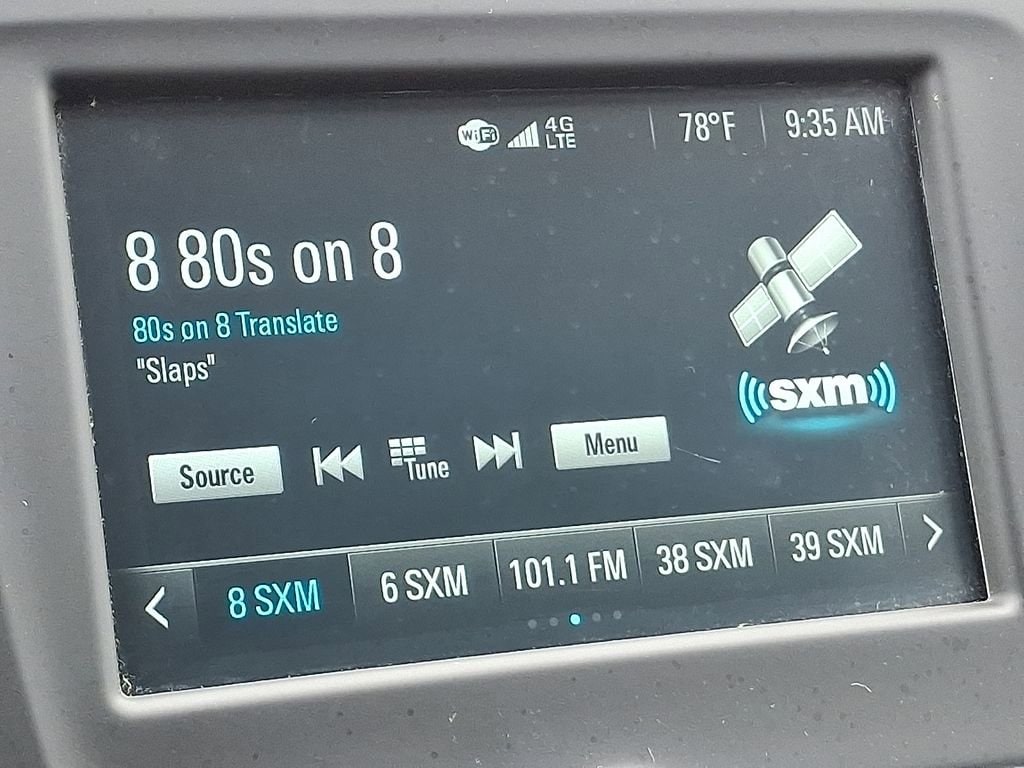 WiFi 4G LTE 78°F 9:35 AM
8 80s on 8
80s on 8 Translate
"Slaps"
sxm
Source Tune Menu
8 SXM 6 SXM 101.1 FM 38 SXM 39 SXM